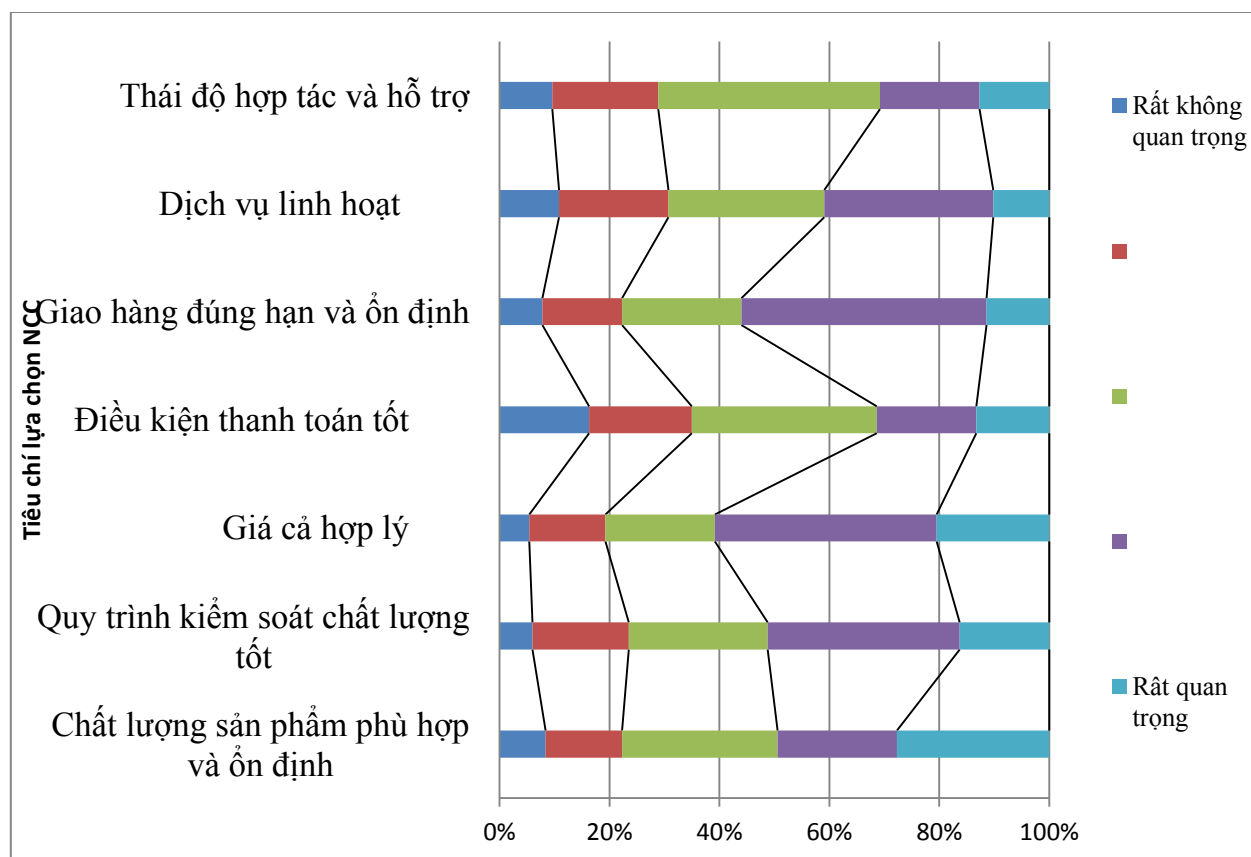 Thái độ hợp tác và hỗ trợ
Dịch vụ linh hoạt
Giao hàng đúng hạn và ổn định
Điều kiện thanh toán tốt
Giá cả hợp lý
Quy trình kiểm soát chất lượng
tốt
Chất lượng sản phẩm phù hợp
và ổn định
Tiêu chí lựa chọn NCC
0% 20% 40% 60% 80% 100%
Rất không
quan trọng
Rât quan
trọng